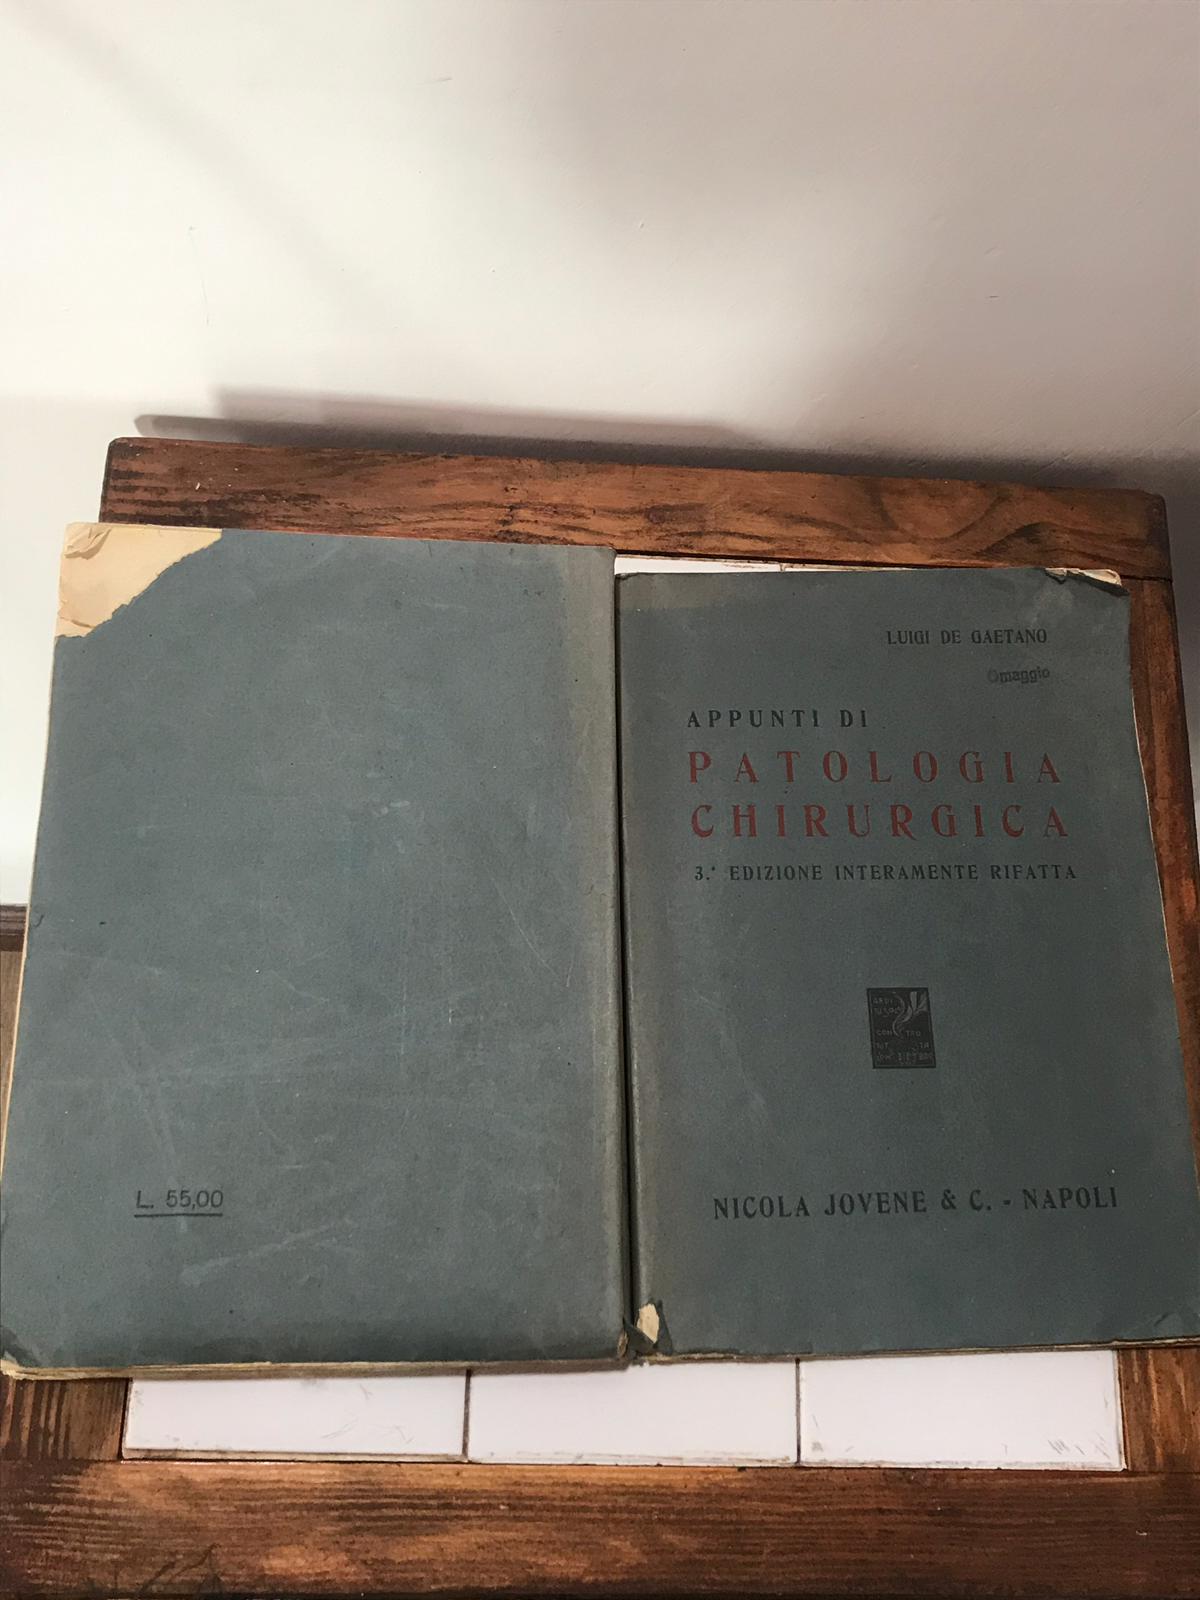 L. 55,00
LUIGI DE GAETANO
Omaggio
APPUNTI DI
PATOLOGIA
CHIRURGICA
3.ª EDIZIONE INTERAMENTE RIFATTA
NICOLA JOVENE & C. - NAPOLI